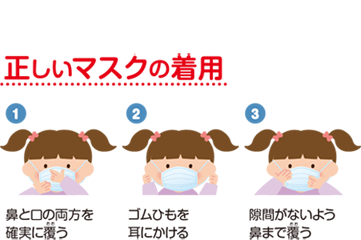 正しいマスクの着用
1
鼻と口の両方を
確実に覆う
2
ゴムひもを
耳にかける
3
隙間がないよう
鼻まで覆う